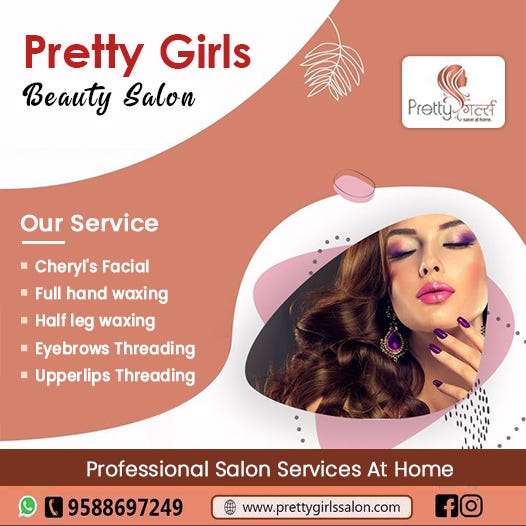 Pretty Girls
Beauty Salon
Pretty गर्ल्स
salon at home.
Our Service
Cheryl's Facial
Full hand waxing
Half leg waxing
Eyebrows Threading
Upperlips Threading
Professional Salon Services At Home
9588697249
www.prettygirlssalon.com